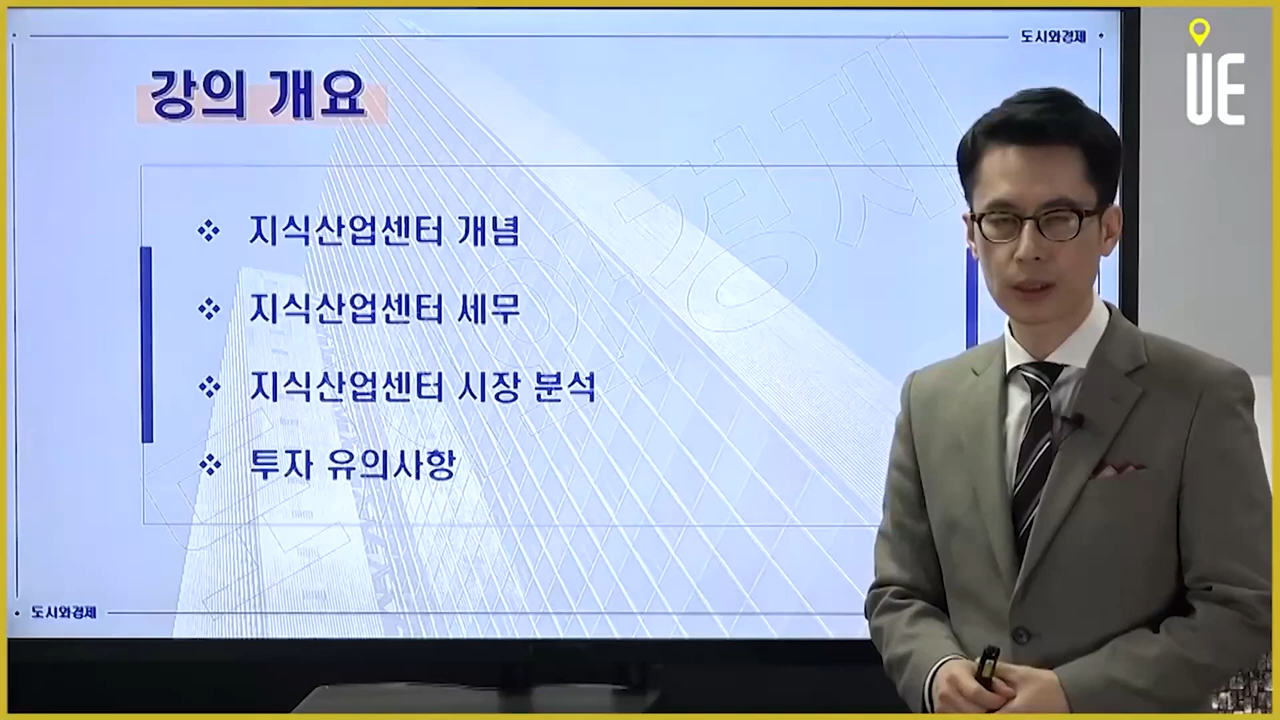 도시와경제
UE
강의 개요
지식산업센터 개념
지식산업센터 세무
지식산업센터 시장 분석
투자 유의사항
도시와경제